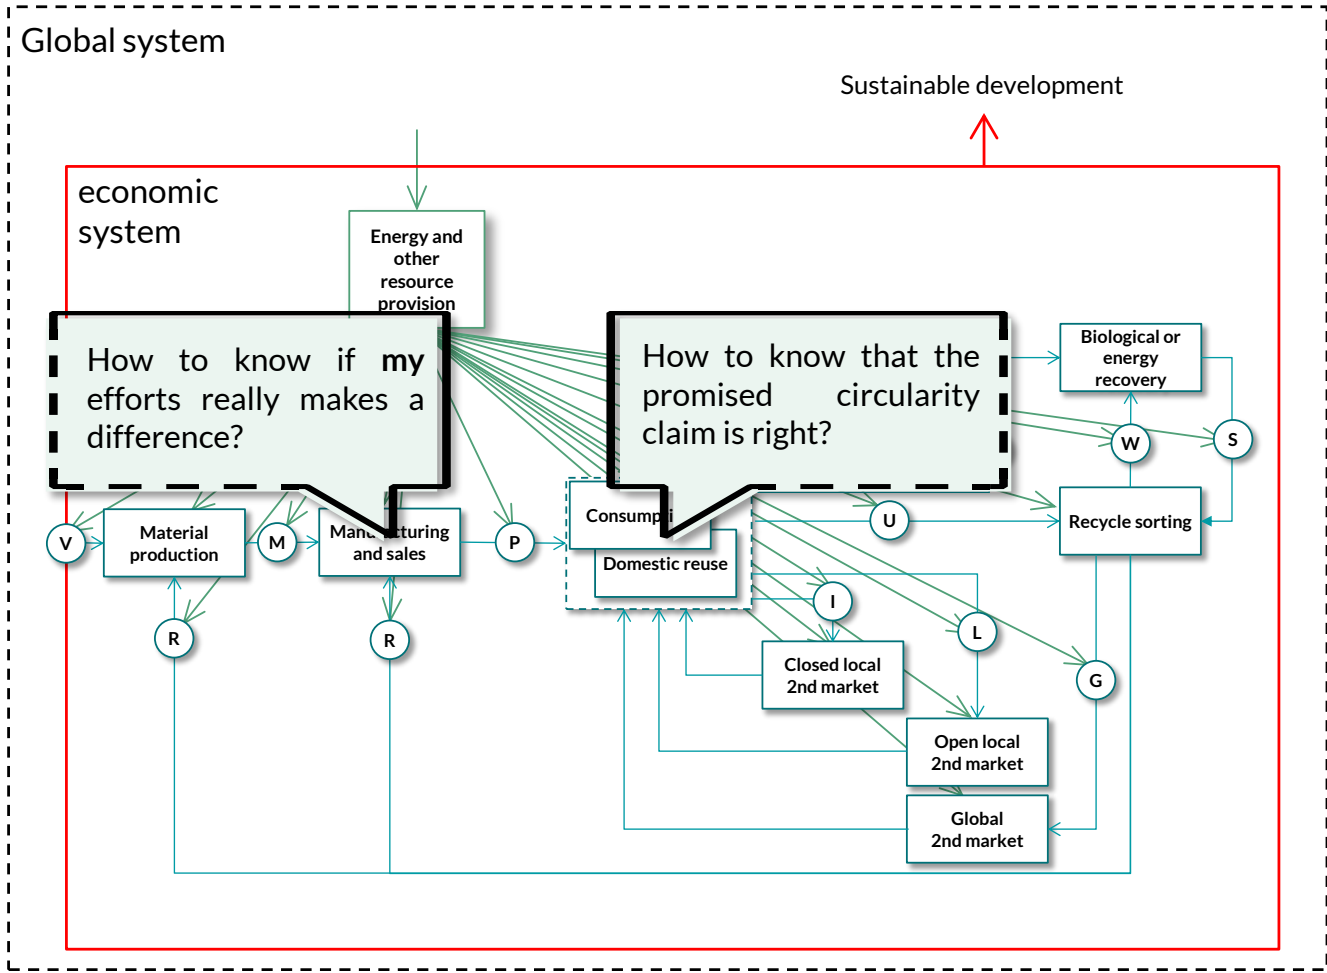 Global system
Sustainable development
economic
system
Energy and
other
resource
provision
How to know if my
efforts really makes a
difference?
How to know that the
promised circularity
claim is right?
Biological or
energy
recovery
W
S
V
Material
production
M
and sales
P
Domestic reuse
U
Recycle sorting
R
R
I
L
G
Closed local
2nd market
Open local
2nd market
Global
2nd market